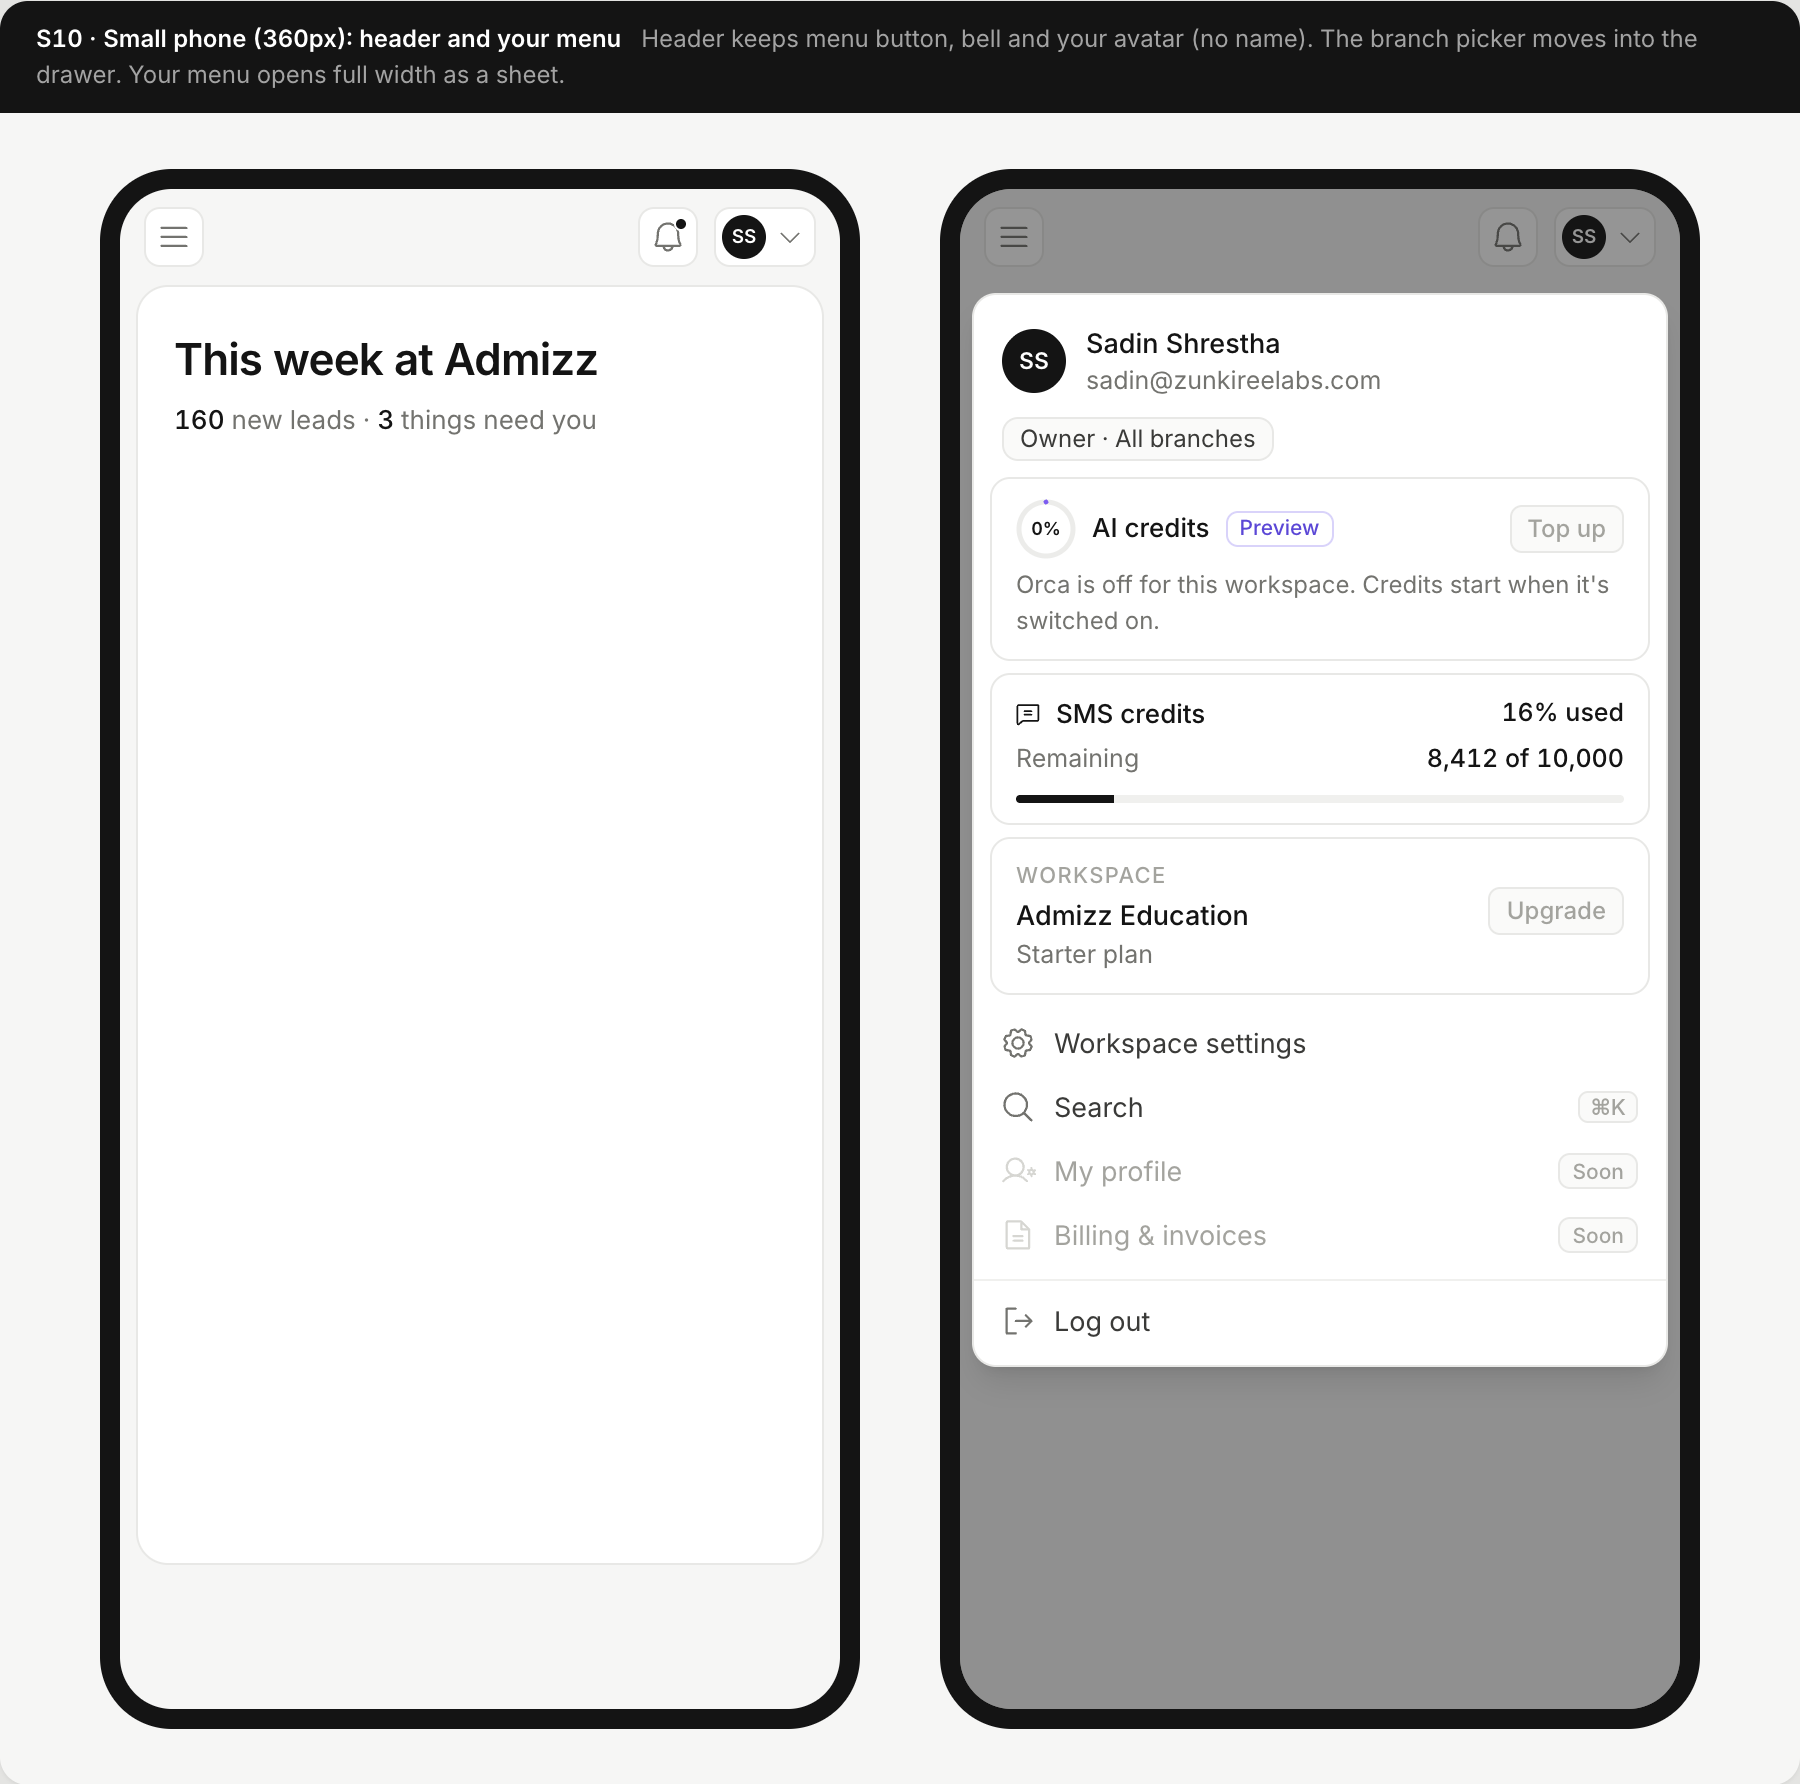 S10 · Small phone (360px): header and your menu Header keeps menu button, bell and your avatar (no name). The branch picker moves into the
drawer. Your menu opens full width as a sheet.
SS
This week at Admizz
160 new leads · 3 things need you
SS
SS
Sadin Shrestha
sadin@zunkireelabs.com
Owner · All branches
0% AI credits Preview Top up
Orca is off for this workspace. Credits start when it's
switched on.
SMS credits 16% used
Remaining 8,412 of 10,000
WORKSPACE
Admizz Education
Upgrade
Starter plan
Workspace settings
Search ⌘K
My profile Soon
Billing & invoices Soon
Log out